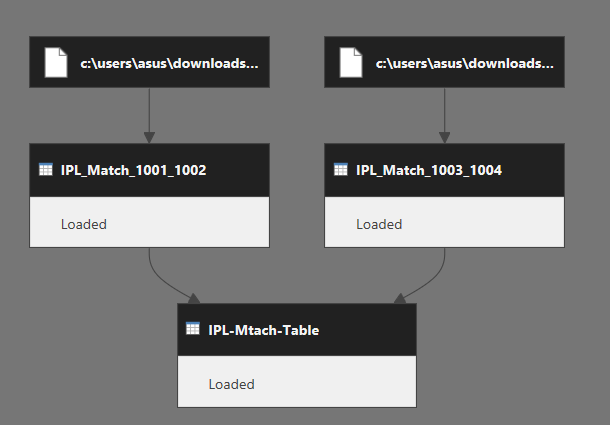 c:\users\asus\downloads...
c:\users\asus\downloads...
IPL_Match_1001_1002
IPL_Match_1003_1004
Loaded
Loaded
IPL-Mtach-Table
Loaded